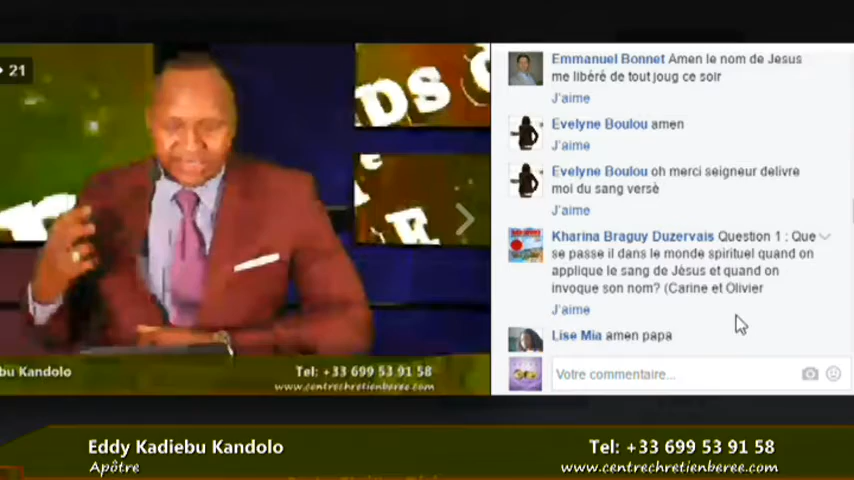 21
DS
bu Kandolo
Tel: +33 699 53 91 58
www.centrechretienberee.com
Emmanuel Bonnet Amen le nom de Jesus
me libéré de tout joug ce soir
J'aime
Evelyne Boulou amen
J'aime
Evelyne Boulou oh merci seigneur delivre
moi du sang versè
J'aime
Kharina Braguy Duzervais Question 1 : Que
se passe il dans le monde spirituel quand on
applique le sang de Jésus et quand on
invoque son nom? (Carine et Olivier
J'aime
Lise Mia amen papa
Votre commentaire...
Eddy Kadiebu Kandolo
Apôtre
Tel: +33 699 53 91 58
www.centrechretienberee.com